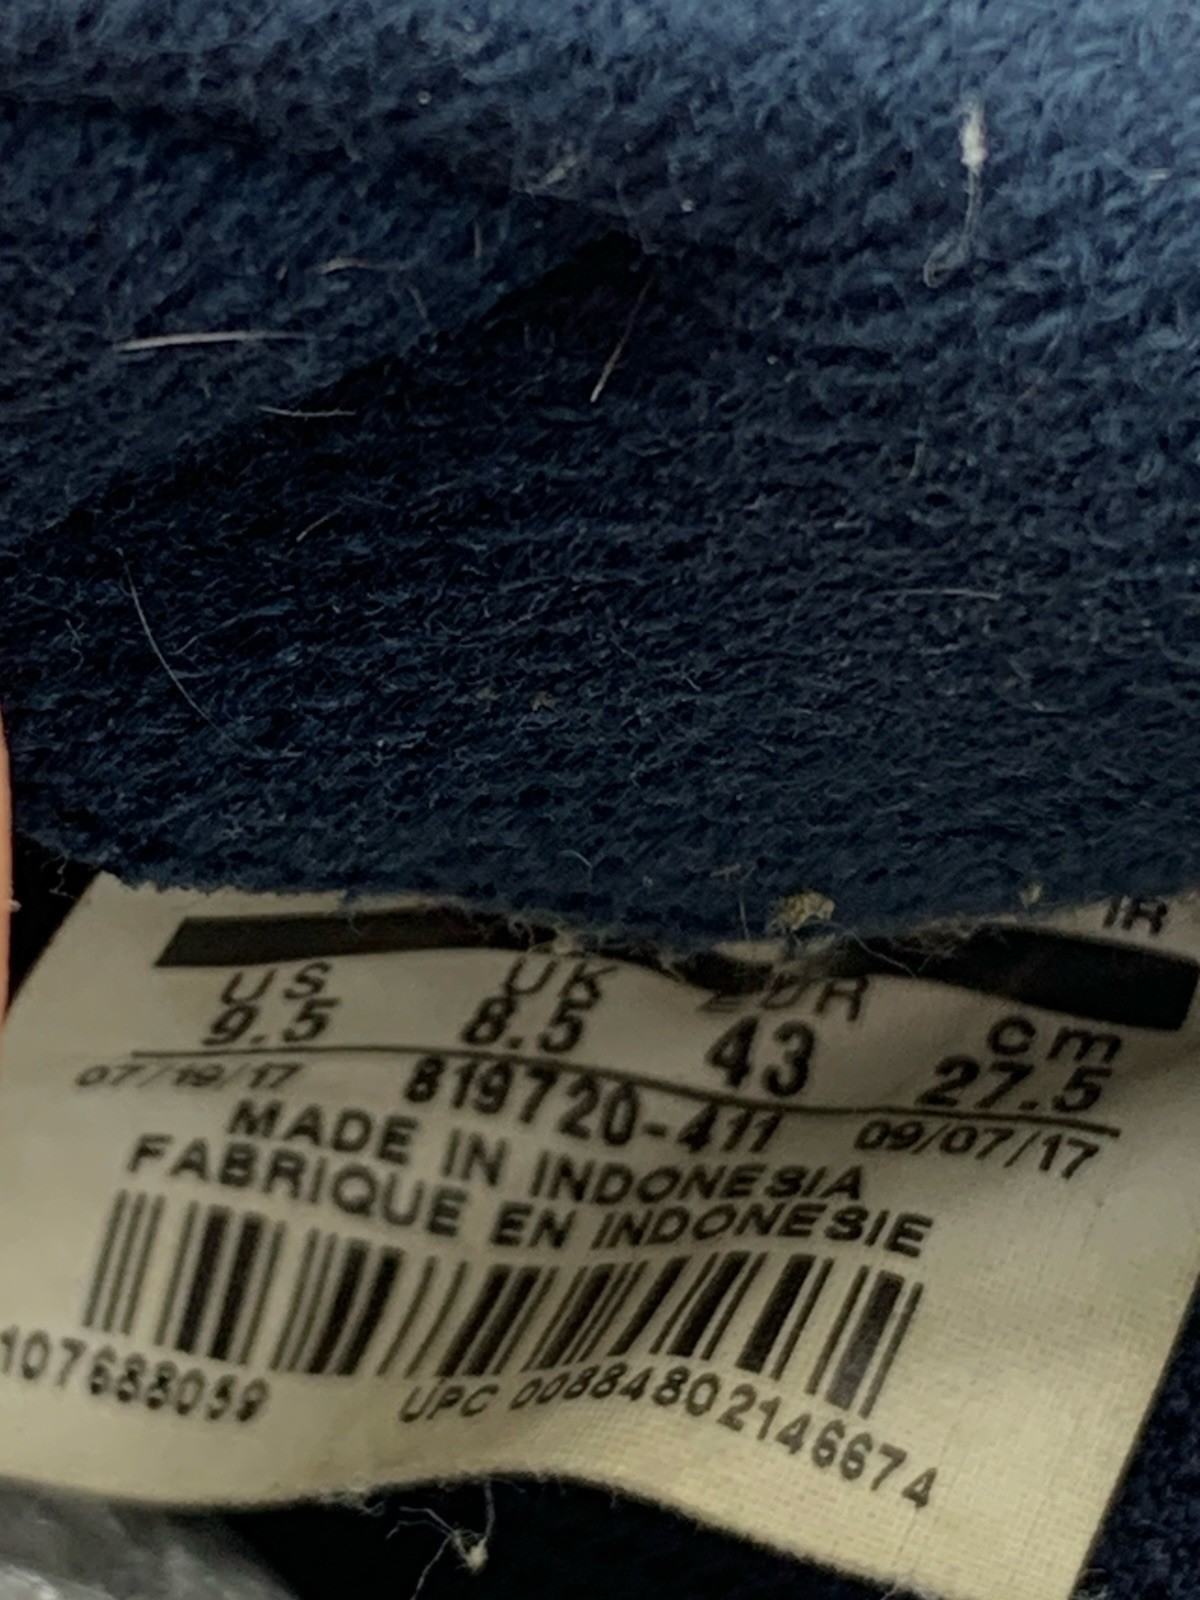 IR
US UK EUR cm
9.5 8.5 43 27.5
07/19/17 819720-411 09/07/17
MADE IN INDONESIA
FABRIQUE EN INDONESIE
107688059 UPC 00884802146674